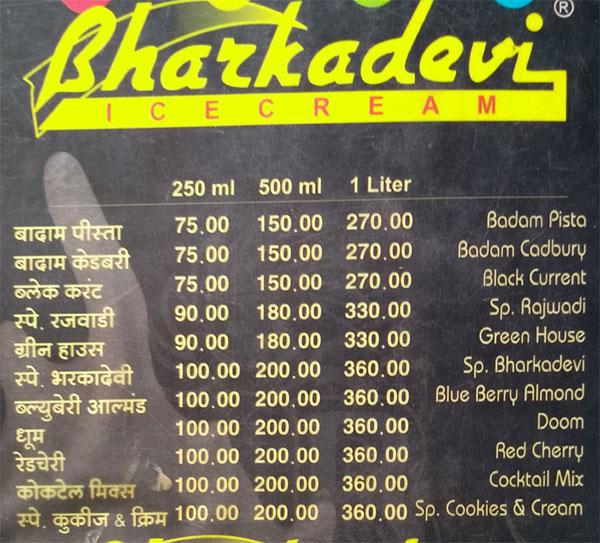 Bharkadevi ®
ICECREAM
250 ml 500 ml 1 Liter
बादाम पीस्ता 75.00 150.00 270.00 Badam Pista
बादाम केडबरी 75.00 150.00 270.00 Badam Cadbury
ब्लेक करंट 75.00 150.00 270.00 Black Current
स्पे. रजवाडी 90.00 180.00 330.00 Sp. Rajwadi
ग्रीन हाउस 90.00 180.00 330.00 Green House
स्पे. भरकादेवी 100.00 200.00 360.00 Sp. Bharkadevi
ब्ल्युबेरी आल्मंड 100.00 200.00 360.00 Blue Berry Almond
धूम 100.00 200.00 360.00 Doom
रेडचेरी 100.00 200.00 360.00 Red Cherry
कोकटेल मिक्स 100.00 200.00 360.00 Cocktail Mix
स्पे. कुकीज & क्रिम 100.00 200.00 360.00 Sp. Cookies & Cream